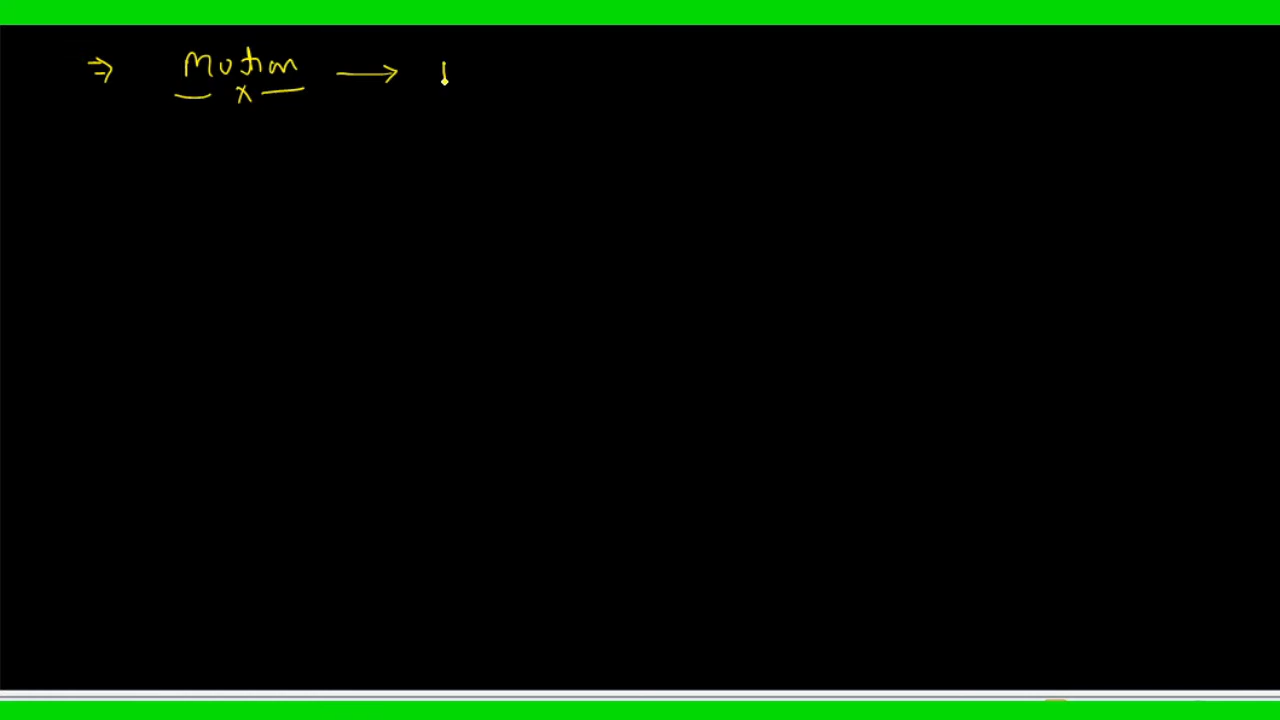 ⇒ Motion →